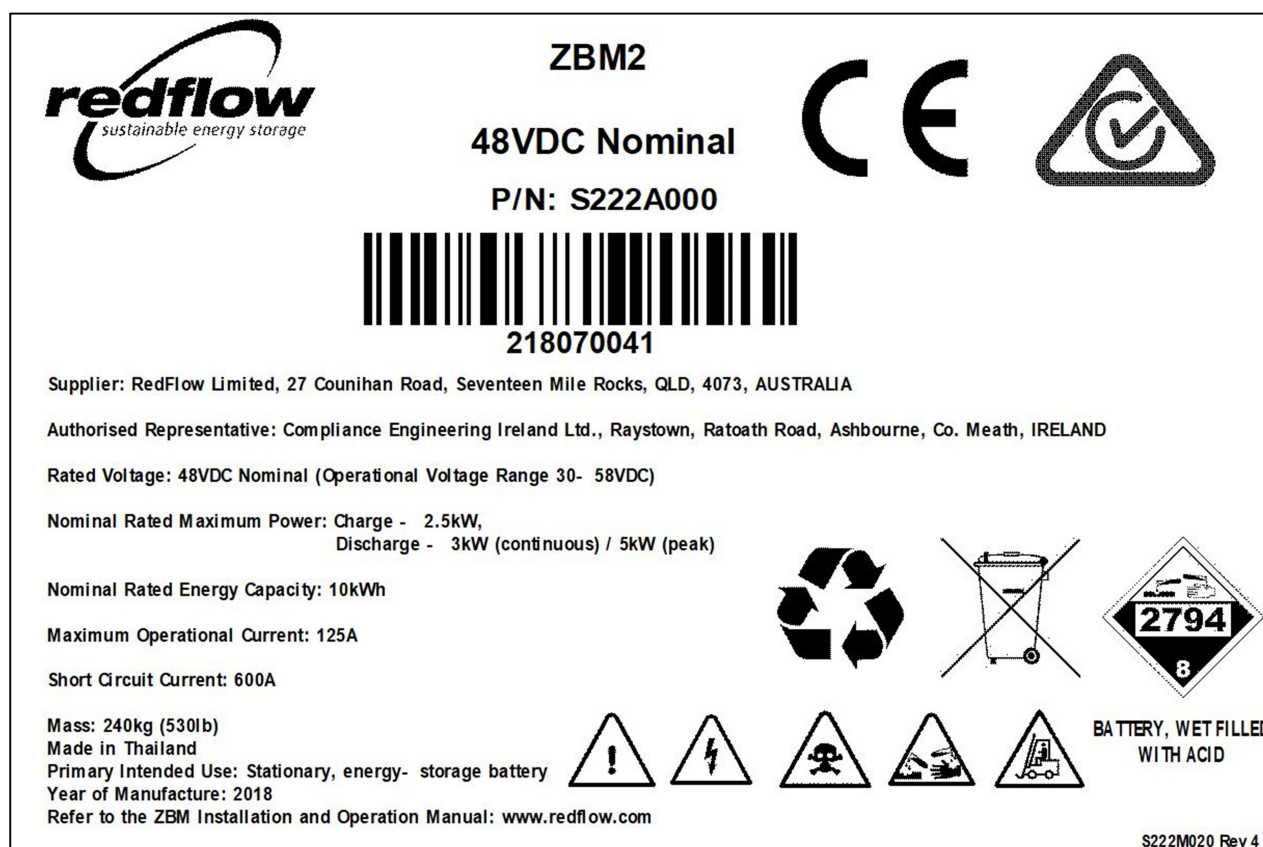 redflow
sustainable energy storage
ZBM2
48VDC Nominal
P/N: S222A000
CE
218070041
Supplier: RedFlow Limited, 27 Counihan Road, Seventeen Mile Rocks, QLD, 4073, AUSTRALIA
Authorised Representative: Compliance Engineering Ireland Ltd., Raystown, Ratoath Road, Ashbourne, Co. Meath, IRELAND
Rated Voltage: 48VDC Nominal (Operational Voltage Range 30- 58VDC)
Nominal Rated Maximum Power: Charge - 2.5kW,
Discharge - 3kW (continuous) / 5kW (peak)
Nominal Rated Energy Capacity: 10kWh
Maximum Operational Current: 125A
Short Circuit Current: 600A
Mass: 240kg (530lb)
Made in Thailand
Primary Intended Use: Stationary, energy- storage battery
Year of Manufacture: 2018
Refer to the ZBM Installation and Operation Manual: www.redflow.com
2794
8
BATTERY, WET FILLED
WITH ACID
S222M020 Rev 4